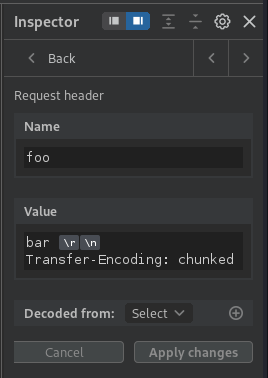 Inspector
Back
Request header
Name
foo
Value
bar \r \n
Transfer-Encoding: chunked
Decoded from: Select
Cancel Apply changes